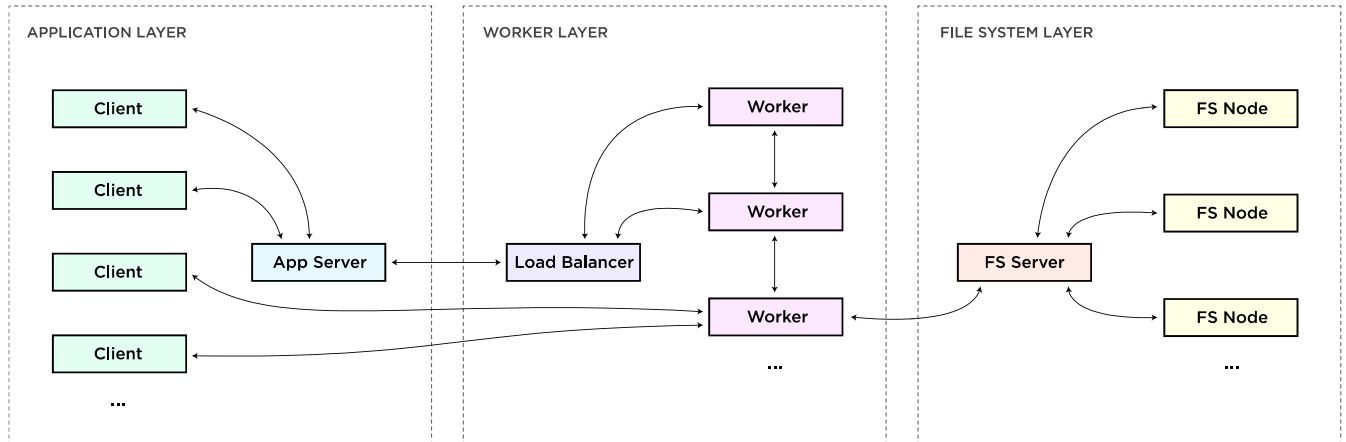 APPLICATION LAYER
WORKER LAYER
FILE SYSTEM LAYER
Client
Worker
FS Node
Client
Worker
FS Node
App Server
Load Balancer
FS Server
Client
Worker
FS Node
Client
...
...
...